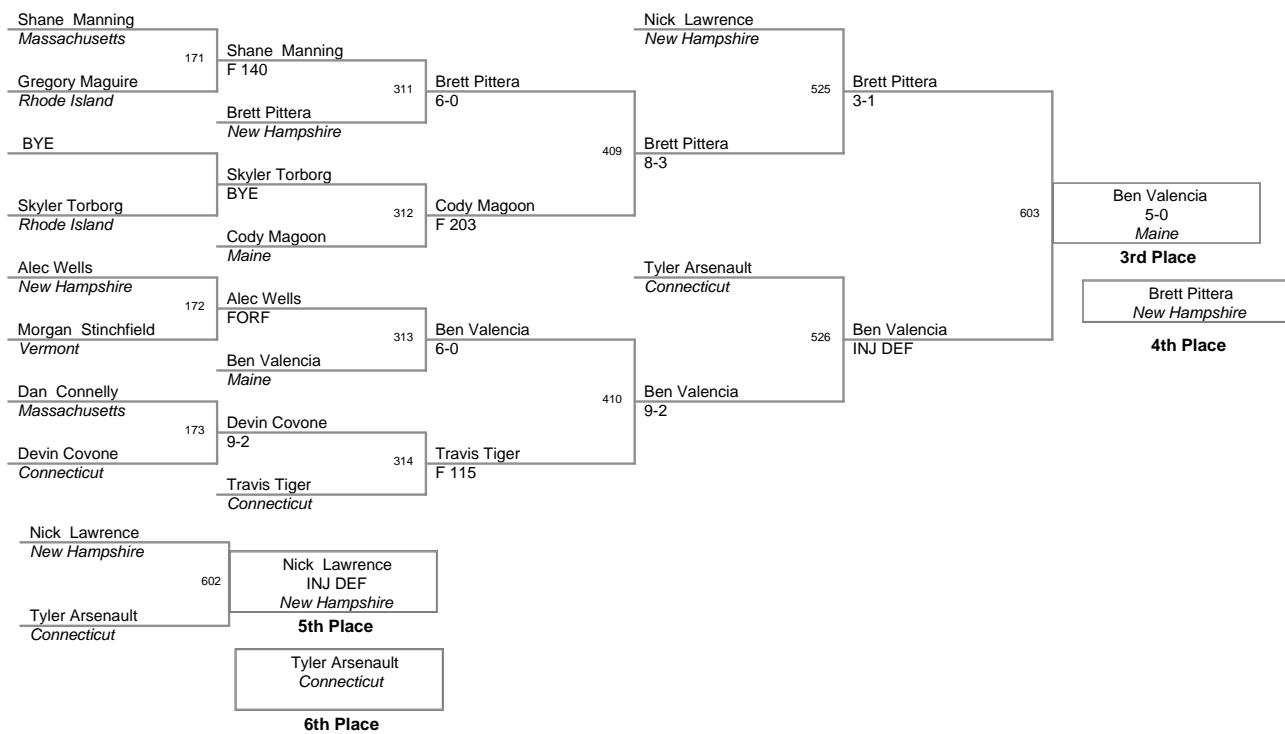 Shane Manning
Massachusetts
171
Gregory Maguire
Rhode Island
BYE
Skyler Torborg
Rhode Island
Alec Wells
New Hampshire
172
Morgan Stinchfield
Vermont
Dan Connelly
Massachusetts
173
Devin Covone
Connecticut
Shane Manning
F 140
311
Brett Pittera
New Hampshire
Skyler Torborg
BYE
312
Cody Magoon
Maine
Alec Wells
FORF
313
Ben Valencia
Maine
Devin Covone
9-2
314
Travis Tiger
Connecticut
Brett Pittera
6-0
409
Cody Magoon
F 203
Ben Valencia
6-0
410
Travis Tiger
F 115
Nick Lawrence
New Hampshire
525
Brett Pittera
8-3
Tyler Arsenault
Connecticut
526
Ben Valencia
9-2
Brett Pittera
3-1
603
Ben Valencia
INJ DEF
Ben Valencia
5-0
Maine
3rd Place
Brett Pittera
New Hampshire
4th Place
Nick Lawrence
New Hampshire
602
Tyler Arsenault
Connecticut
Nick Lawrence
INJ DEF
New Hampshire
5th Place
Tyler Arsenault
Connecticut
6th Place